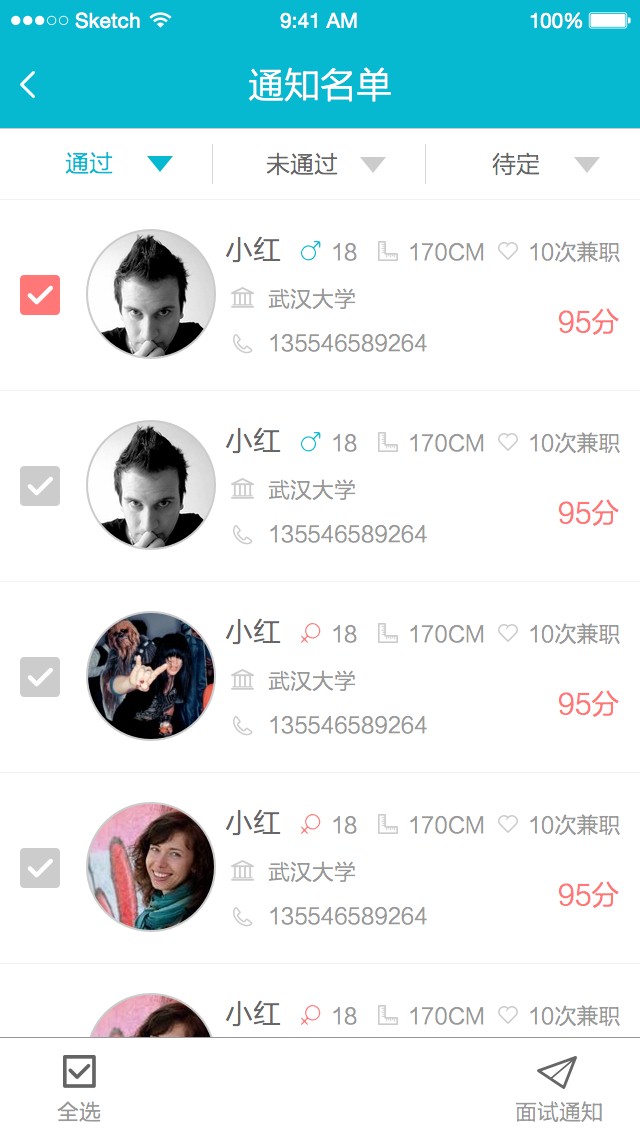 Sketch 9:41 AM 100%
通知名单
通过 未通过 待定
小红 18 170CM 10次兼职
武汉大学
95分
135546589264
小红 18 170CM 10次兼职
武汉大学
95分
135546589264
小红 18 170CM 10次兼职
武汉大学
95分
135546589264
小红 18 170CM 10次兼职
武汉大学
95分
135546589264
小红 18 170CM 10次兼职
全选 面试通知